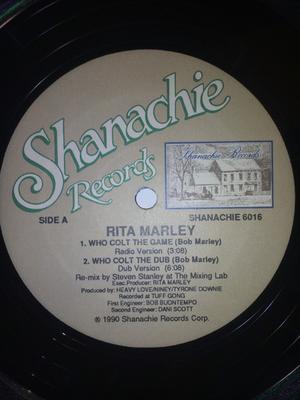 Shanachie
Records
Shanachie Records
SIDE A
SHANACHIE 6016
RITA MARLEY
1. WHO COLT THE GAME (Bob Marley)
Radio Version (3:08)
2. WHO COLT THE DUB (Bob Marley)
Dub Version (6:08)
Re-mix by Steven Stanley at The Mixing Lab
Exec.Producer: RITA MARLEY
Produced by: HEAVY LOVE/NINEY/TYRONE DOWNIE
Recorded at TUFF GONG
First Engineer: BOB BUONTEMPO
Second Engineer: DANI SCOTT
℗ 1990 Shanachie Records Corp.